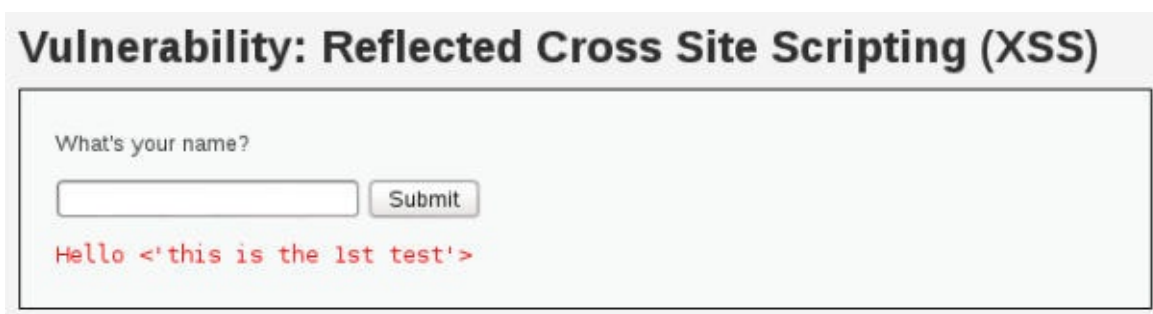 Vulnerability: Reflected Cross Site Scripting (XSS)
What's your name?
Submit
Hello <'this is the 1st test'>